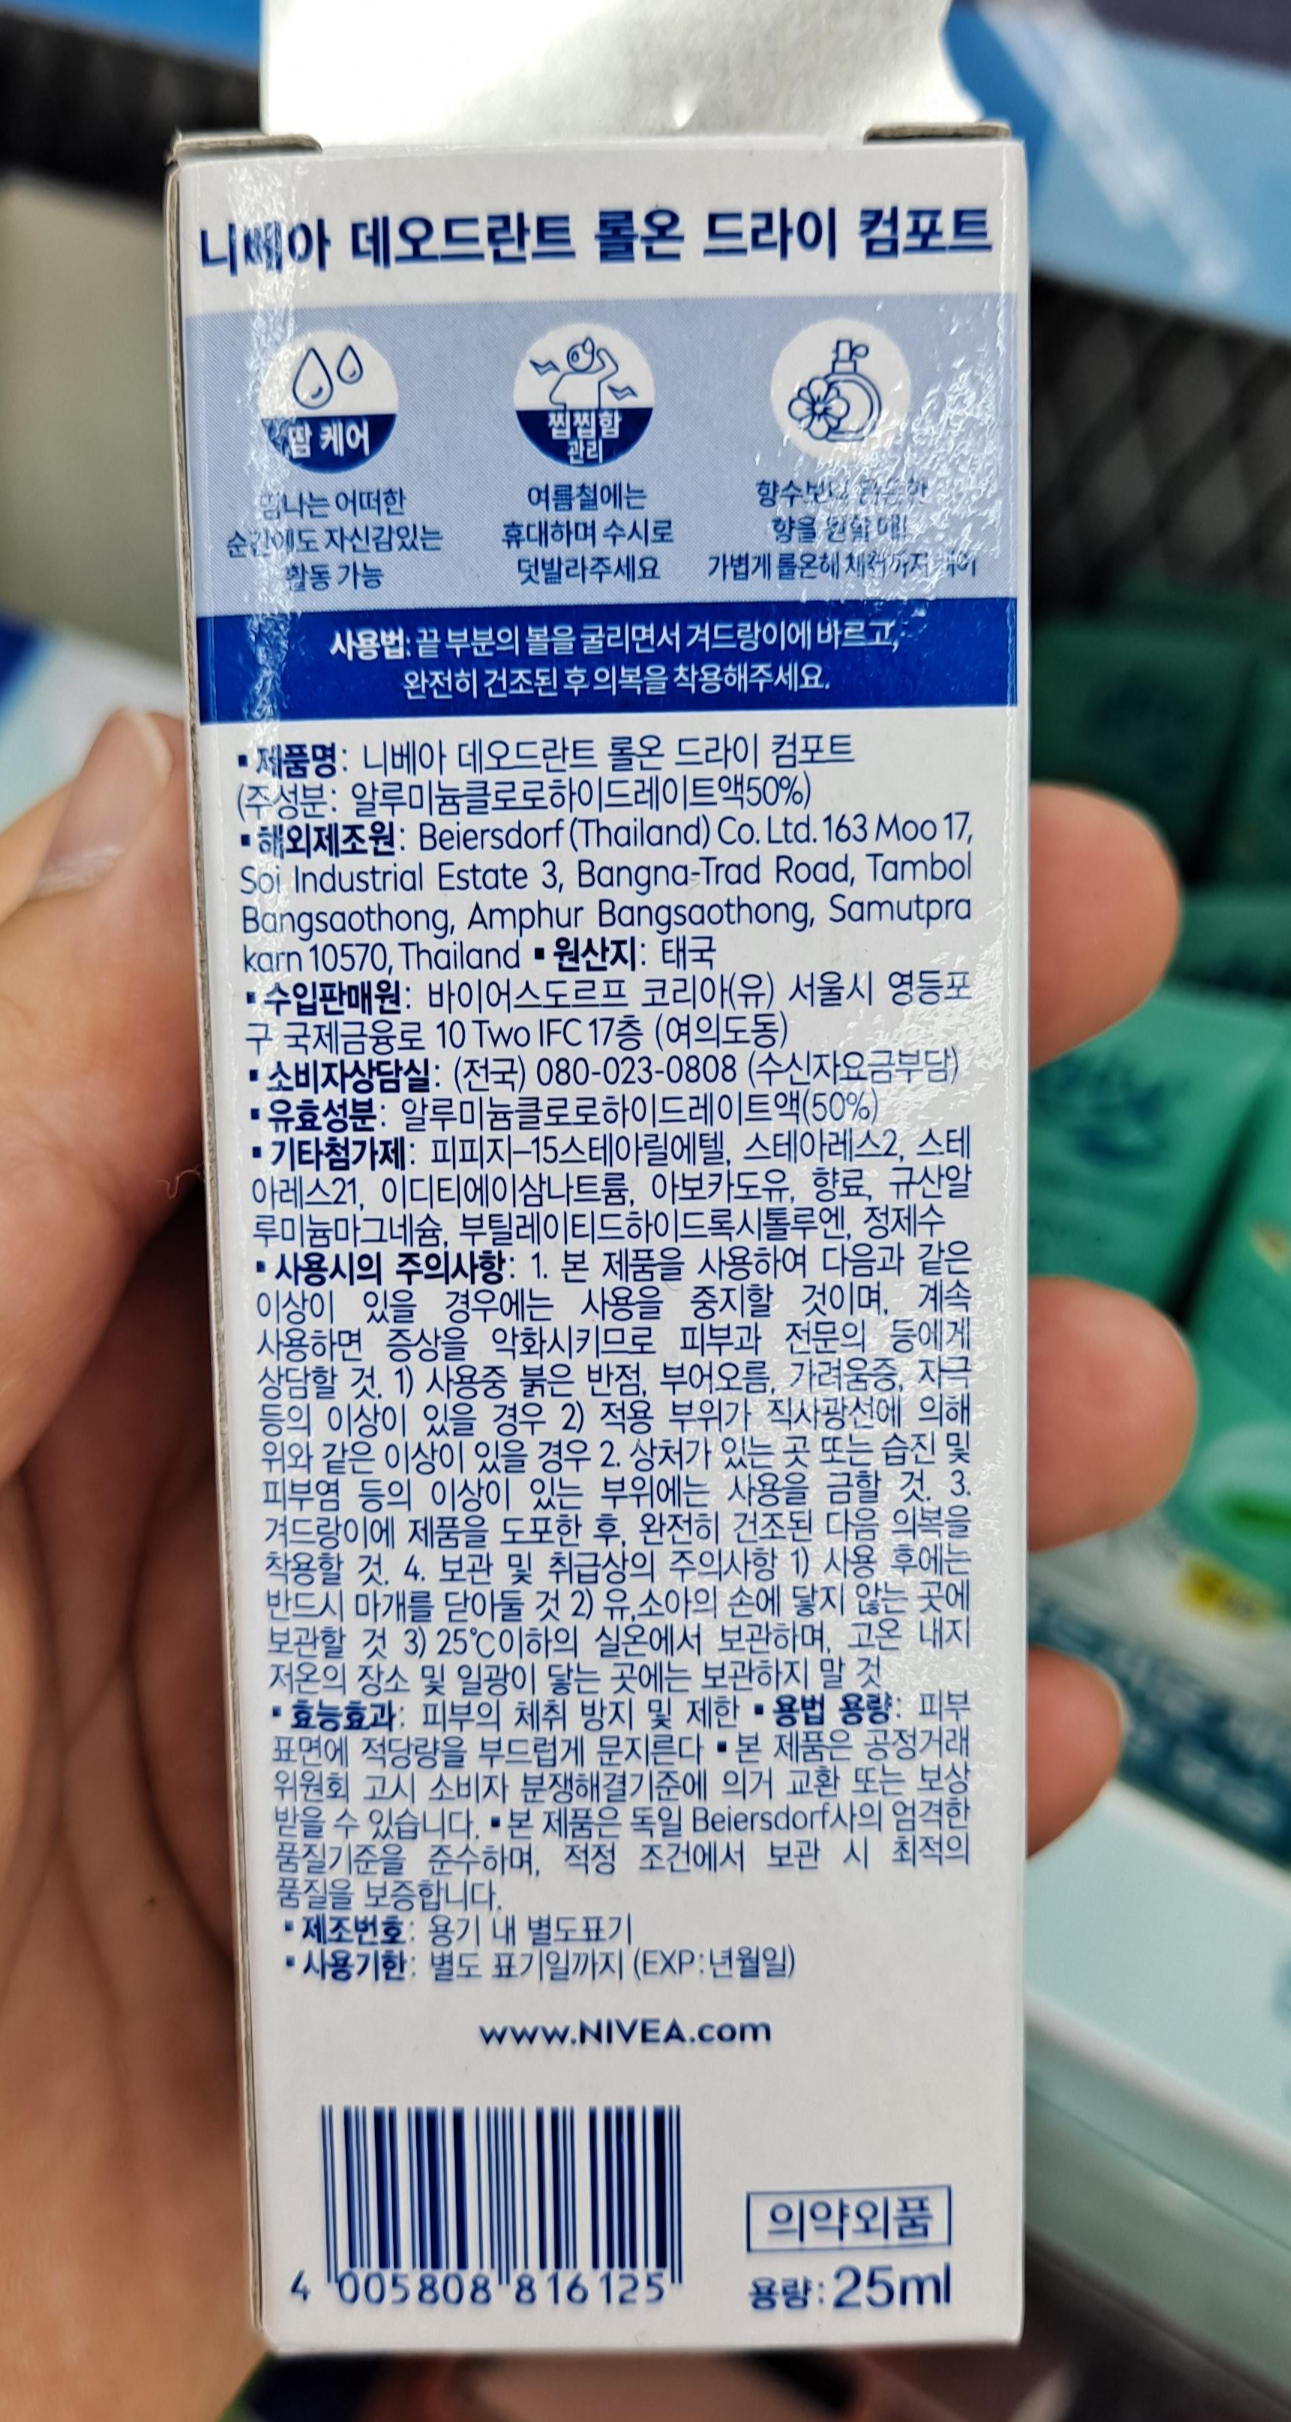 니베아 데오드란트 롤온 드라이 컴포트
땀 케어
땀나는 어떠한
순간에도 자신감있는
활동 가능
찝찝함
관리
여름철에는
휴대하며 수시로
덧발라주세요
향수보다
향을 원할 때!
가볍게 롤온해 체취까지 케어
사용법: 끝 부분의 볼을 굴리면서 겨드랑이에 바르고,
완전히 건조된 후 의복을 착용해주세요.
▪제품명: 니베아 데오드란트 롤온 드라이 컴포트
(주성분: 알루미늄클로로하이드레이트액50%)
▪해외제조원: Beiersdorf (Thailand) Co. Ltd. 163 Moo 17,
Soi Industrial Estate 3, Bangna-Trad Road, Tambol
Bangsaothong, Amphur Bangsaothong, Samutpra
karn 10570, Thailand ▪원산지: 태국
▪수입판매원: 바이어스도르프 코리아(유) 서울시 영등포
구 국제금융로 10 Two IFC 17층 (여의도동)
▪소비자상담실: (전국) 080-023-0808 (수신자요금부담)
▪유효성분: 알루미늄클로로하이드레이트액(50%)
▪기타첨가제: 피피지-15스테아릴에텔, 스테아레스2, 스테
아레스21, 이디티에이삼나트륨, 아보카도유, 향료, 규산알
루미늄마그네슘, 부틸레이티드하이드록시톨루엔, 정제수
▪사용시의 주의사항: 1. 본 제품을 사용하여 다음과 같은
이상이 있을 경우에는 사용을 중지할 것이며, 계속
사용하면 증상을 악화시키므로 피부과 전문의 등에게
상담할 것. 1) 사용중 붉은 반점, 부어오름, 가려움증, 자극
등의 이상이 있을 경우 2) 적용 부위가 직사광선에 의해
위와 같은 이상이 있을 경우 2. 상처가 있는 곳 또는 습진 및
피부염 등의 이상이 있는 부위에는 사용을 금할 것. 3.
겨드랑이에 제품을 도포한 후, 완전히 건조된 다음 의복을
착용할 것. 4. 보관 및 취급상의 주의사항 1) 사용 후에는
반드시 마개를 닫아둘 것 2) 유,소아의 손에 닿지 않는 곳에
보관할 것 3) 25℃이하의 실온에서 보관하며, 고온 내지
저온의 장소 및 일광이 닿는 곳에는 보관하지 말 것
▪효능효과: 피부의 체취 방지 및 제한 ▪용법 용량: 피부
표면에 적당량을 부드럽게 문지른다 ▪본 제품은 공정거래
위원회 고시 소비자 분쟁해결기준에 의거 교환 또는 보상
받을 수 있습니다. ▪본 제품은 독일 Beiersdorf사의 엄격한
품질기준을 준수하며, 적정 조건에서 보관 시 최적의
품질을 보증합니다.
▪제조번호: 용기 내 별도표기
▪사용기한: 별도 표기일까지 (EXP:년월일)
www.NIVEA.com
4 005808 816125
의약외품
용량:25ml